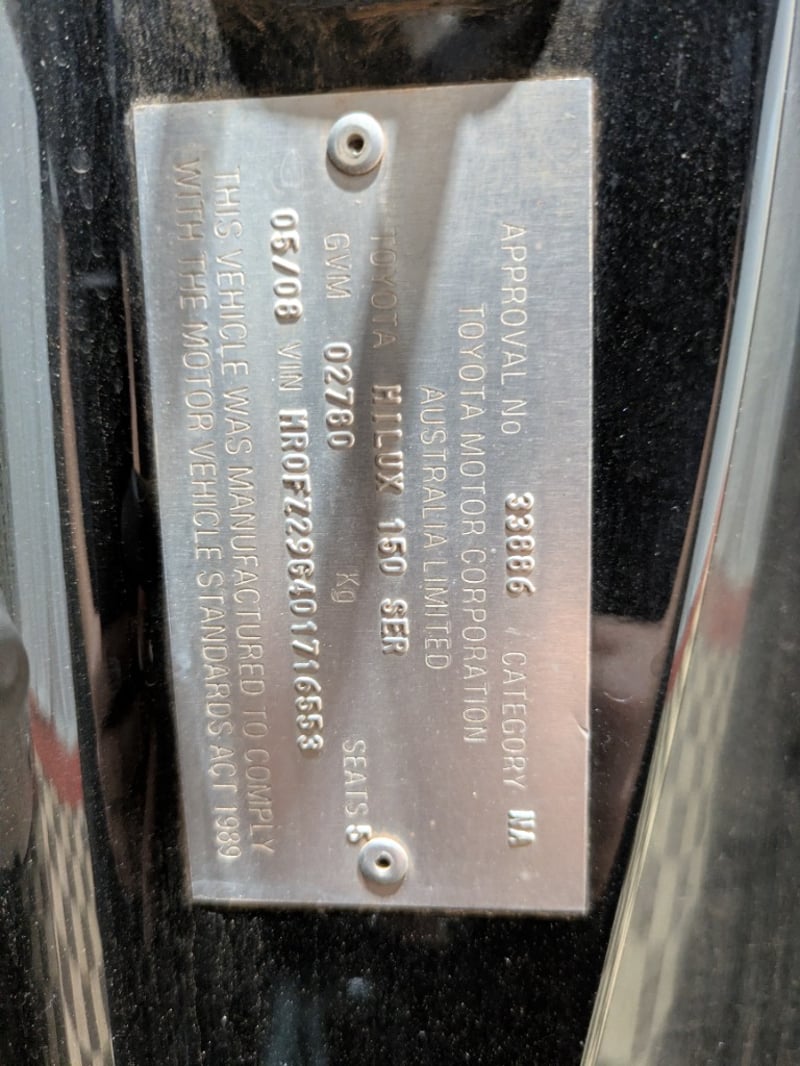 APPROVAL No 33886 CATEGORY NA
TOYOTA MOTOR CORPORATION
AUSTRALIA LIMITED
TOYOTA HILUX 150 SER
GVM 02780 Kg SEATS 5
05/08 VIN MR0FZ29G401716553
THIS VEHICLE WAS MANUFACTURED TO COMPLY
WITH THE MOTOR VEHICLE STANDARDS ACT 1989